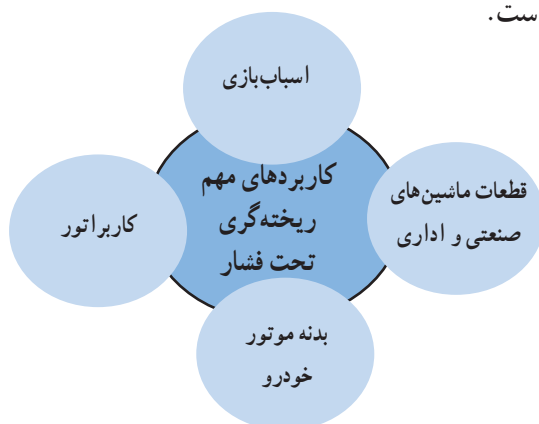 ست.
اسباب‌بازی
کاربردهای مهم
ریخته‌گری
تحت فشار
قطعات ماشین‌های
صنعتی و اداری
کاربراتور
بدنه موتور
خودرو